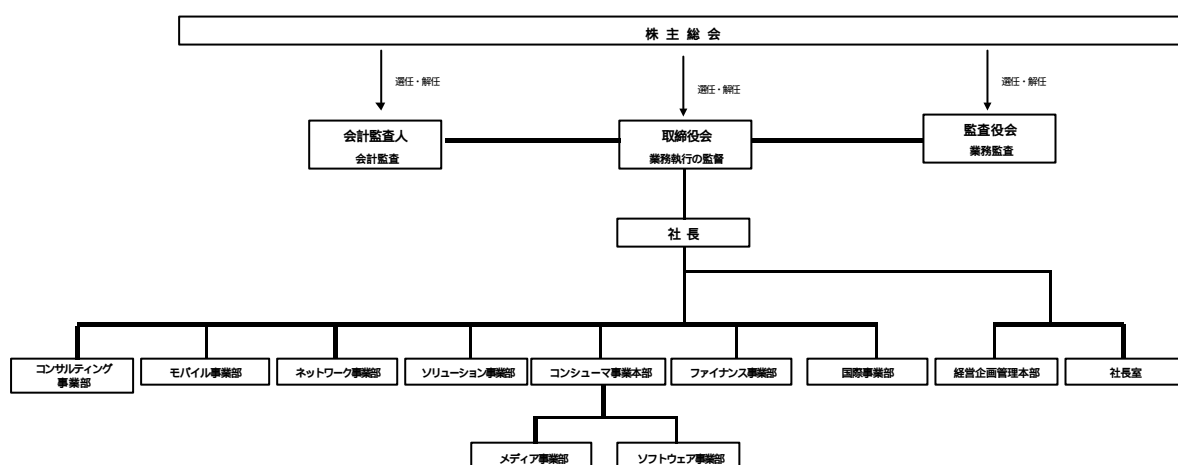 株 主 総 会
選任・解任
選任・解任
選任・解任
会計監査人
会計監査
取締役会
業務執行の監督
監査役会
業務監査
社 長
コンサルティング
事業部
モバイル事業部
ネットワーク事業部
ソリューション事業部
コンシューマ事業本部
ファイナンス事業部
国際事業部
経営企画管理本部
社長室
メディア事業部
ソフトウェア事業部